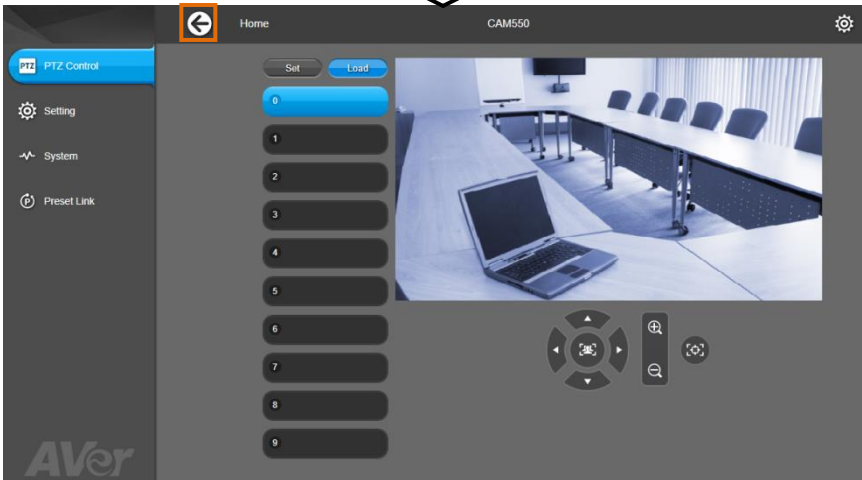 Home
CAM550
PTZ PTZ Control
Setting
System
P Preset Link
Set
Load
0
1
2
3
4
5
6
7
8
9
AVer